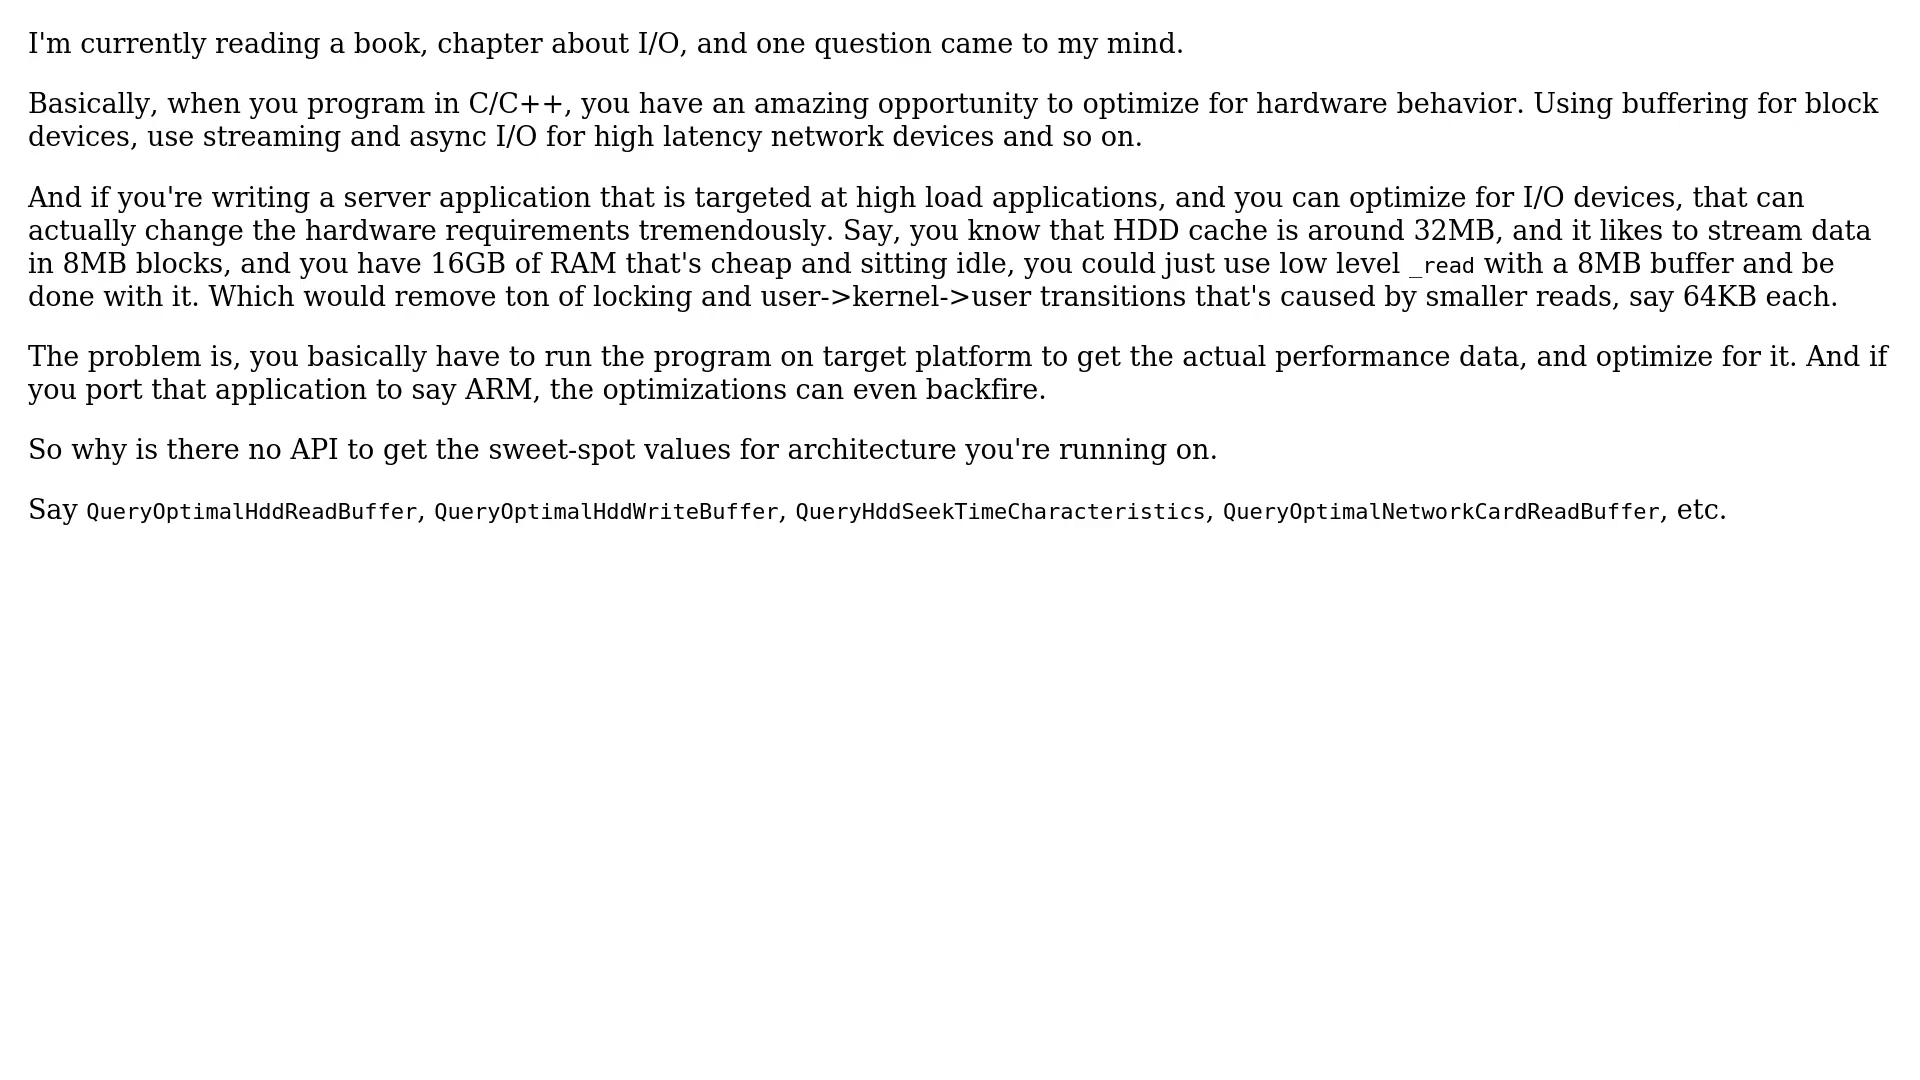 I'm currently reading a book, chapter about I/O, and one question came to my mind.
Basically, when you program in C/C++, you have an amazing opportunity to optimize for hardware behavior. Using buffering for block
devices, use streaming and async I/O for high latency network devices and so on.
And if you're writing a server application that is targeted at high load applications, and you can optimize for I/O devices, that can
actually change the hardware requirements tremendously. Say, you know that HDD cache is around 32MB, and it likes to stream data
in 8MB blocks, and you have 16GB of RAM that's cheap and sitting idle, you could just use low level _read with a 8MB buffer and be
done with it. Which would remove ton of locking and user->kernel->user transitions that's caused by smaller reads, say 64KB each.
The problem is, you basically have to run the program on target platform to get the actual performance data, and optimize for it. And if
you port that application to say ARM, the optimizations can even backfire.
So why is there no API to get the sweet-spot values for architecture you're running on.
Say QueryOptimalHddReadBuffer, QueryOptimalHddWriteBuffer, QueryHddSeekTimeCharacteristics, QueryOptimalNetworkCardReadBuffer, etc.